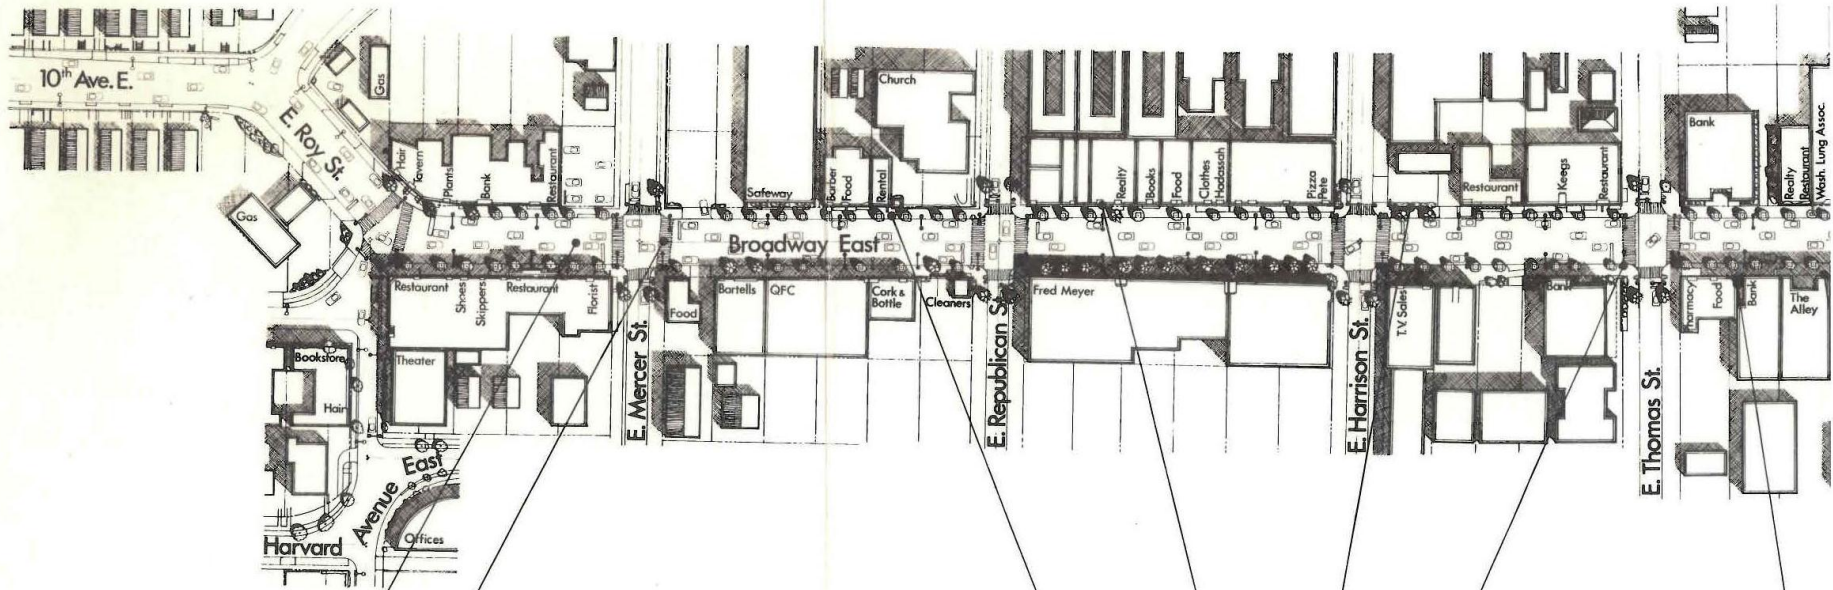 10th Ave. E.
E. Roy St.
Gas
Gas
Hair
Tavern
Plants
Bank
Restaurant
Safeway
Barber
Food
Rental
Church
Realty
Books
Food
Clothes
Hadassah
Pizza
Pete
Restaurant
Keegs
Restaurant
Bank
Realty
Restaurant
Wash. Lung Assoc.
Broadway East
Restaurant
Shoes
Skippers
Restaurant
Florist
Food
Bartells
QFC
Cork &
Bottle
Cleaners
Fred Meyer
T.V. Sales
Bank
Pharmacy
Food
Bank
The
Alley
Theater
Bookstore
Hair
E. Mercer St.
E. Republican St.
E. Harrison St.
E. Thomas St.
Harvard
Avenue
East
Offices